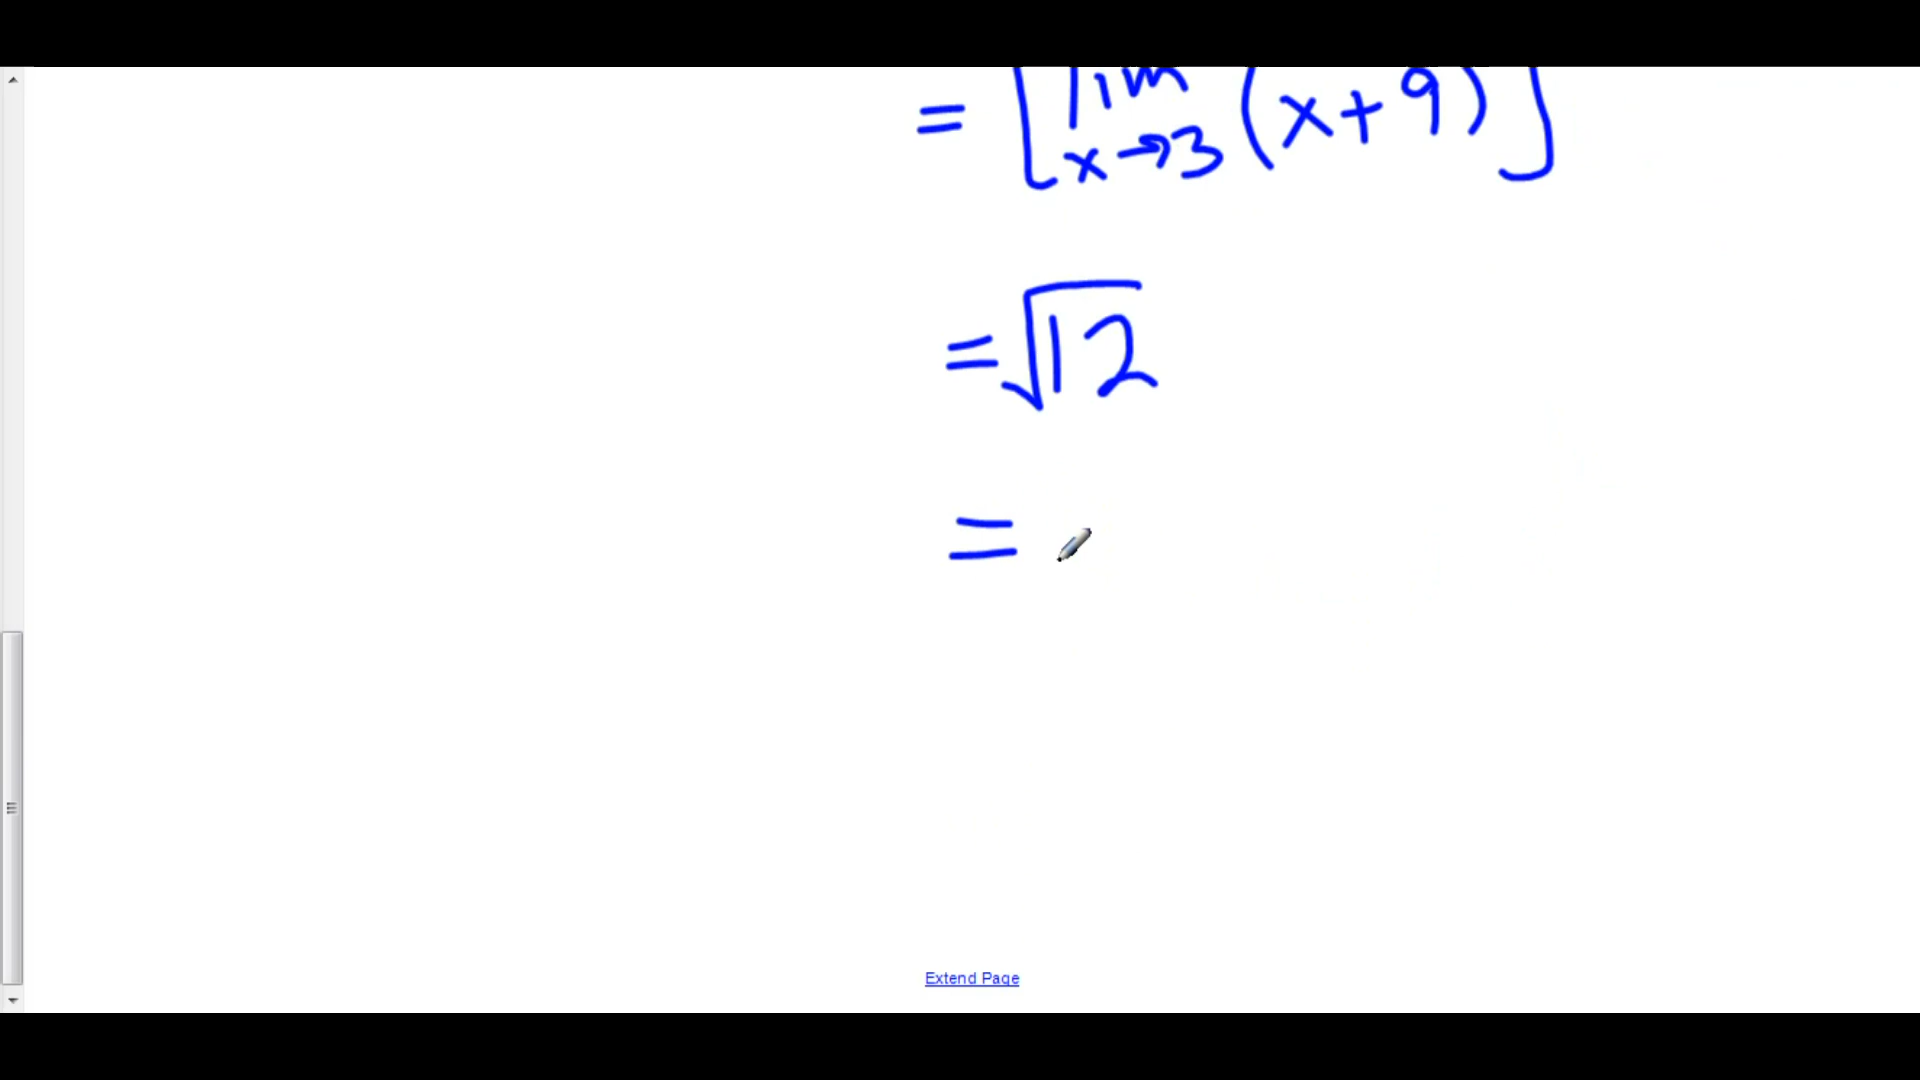 = [lim x→3 (x+9)]
= √12
=
Extend Page